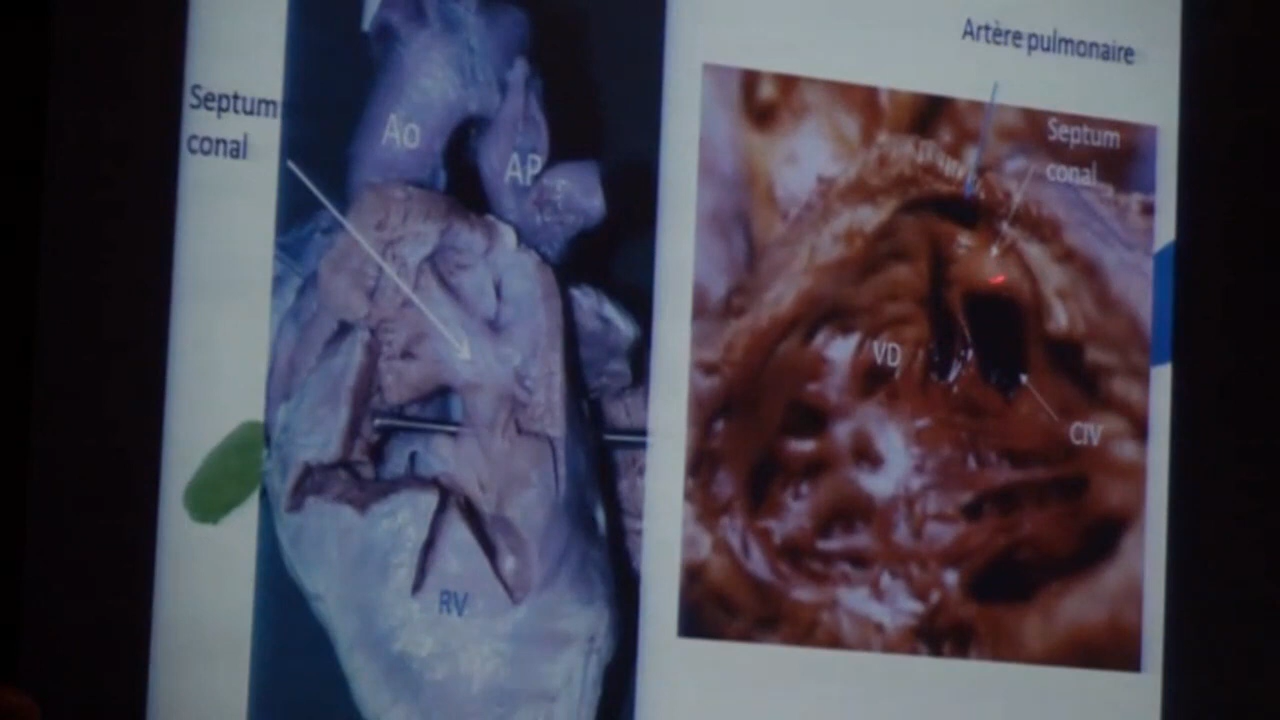 Septum
conal
Ao
AP
RV
Artère pulmonaire
Septum
conal
VD
CIV